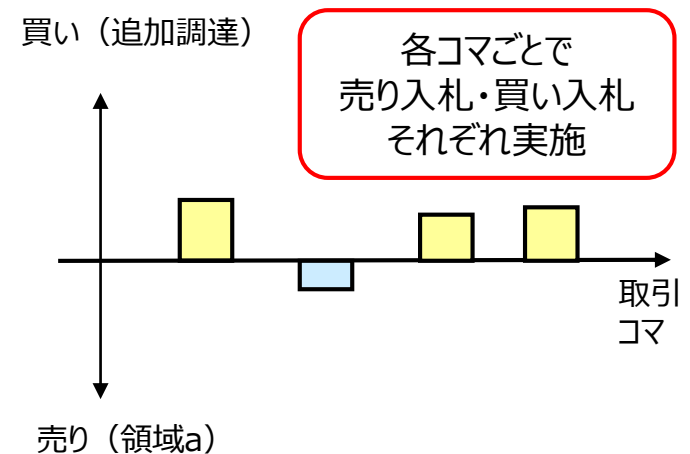 買い（追加調達）
各コマごとで
売り入札・買い入札
それぞれ実施
取引
コマ
売り（領域a）